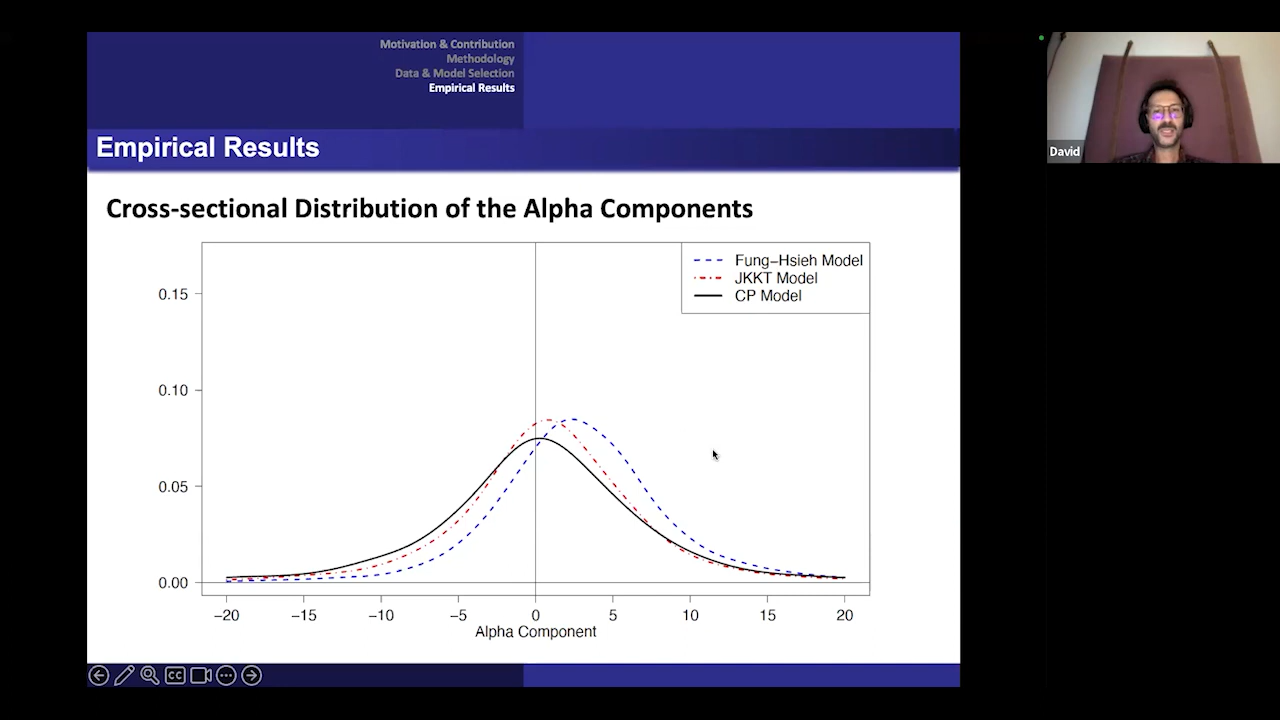 Motivation & Contribution
Methodology
Data & Model Selection
Empirical Results
Empirical Results
Cross-sectional Distribution of the Alpha Components
Fung−Hsieh Model
JKKT Model
CP Model
0.15
0.10
0.05
0.00
−20 −15 −10 −5 0 5 10 15 20
Alpha Component
CC
David